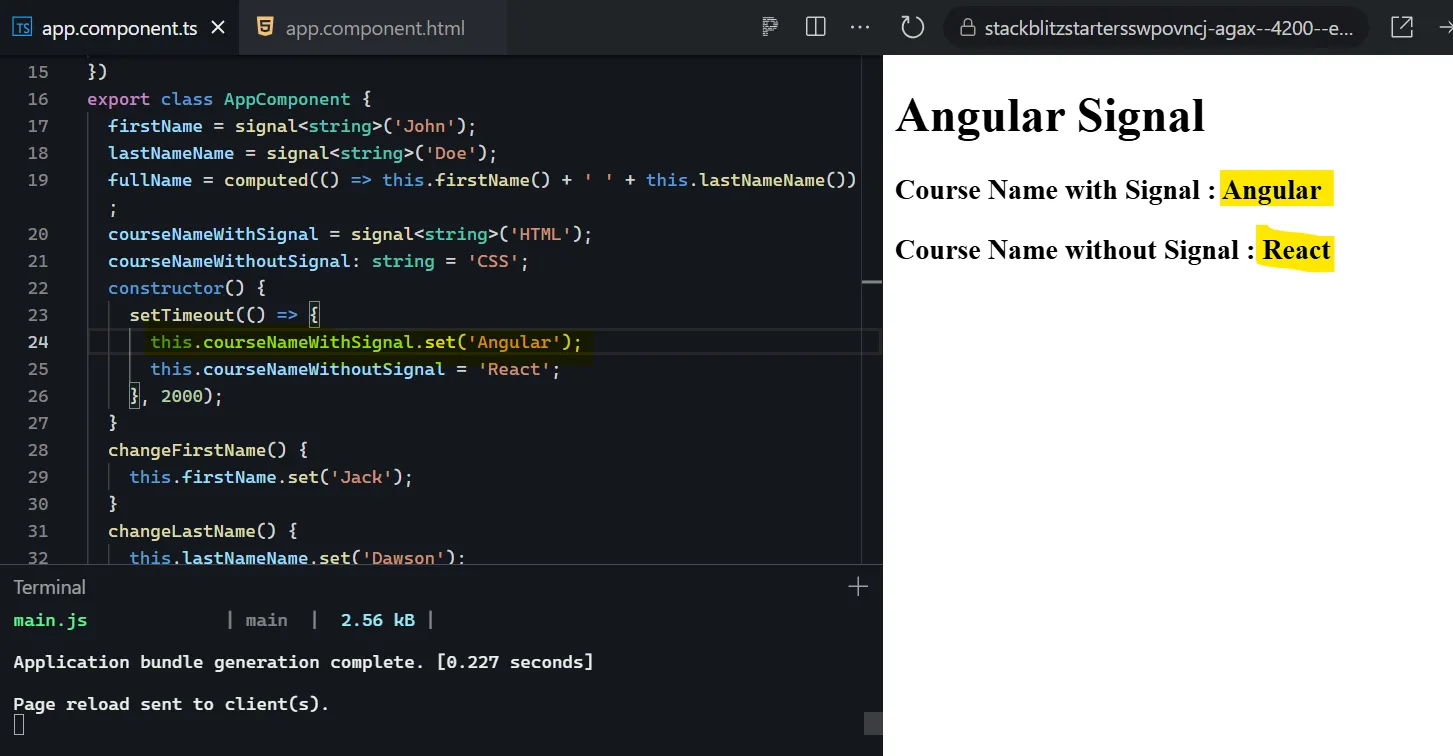 TS app.component.ts
app.component.html
stackblitzstartersswpovncj-agax--4200--e...
15 })
16 export class AppComponent {
17 firstName = signal<string>('John');
18 lastNameName = signal<string>('Doe');
19 fullName = computed(() => this.firstName() + ' ' + this.lastNameName())
;
20 courseNameWithSignal = signal<string>('HTML');
21 courseNameWithoutSignal: string = 'CSS';
22 constructor() {
23 setTimeout(() => {
24 this.courseNameWithSignal.set('Angular');
25 this.courseNameWithoutSignal = 'React';
26 }, 2000);
27 }
28 changeFirstName() {
29 this.firstName.set('Jack');
30 }
31 changeLastName() {
32 this.lastNameName.set('Dawson');
Terminal
main.js | main | 2.56 kB |
Application bundle generation complete. [0.227 seconds]
Page reload sent to client(s).
Angular Signal
Course Name with Signal : Angular
Course Name without Signal : React